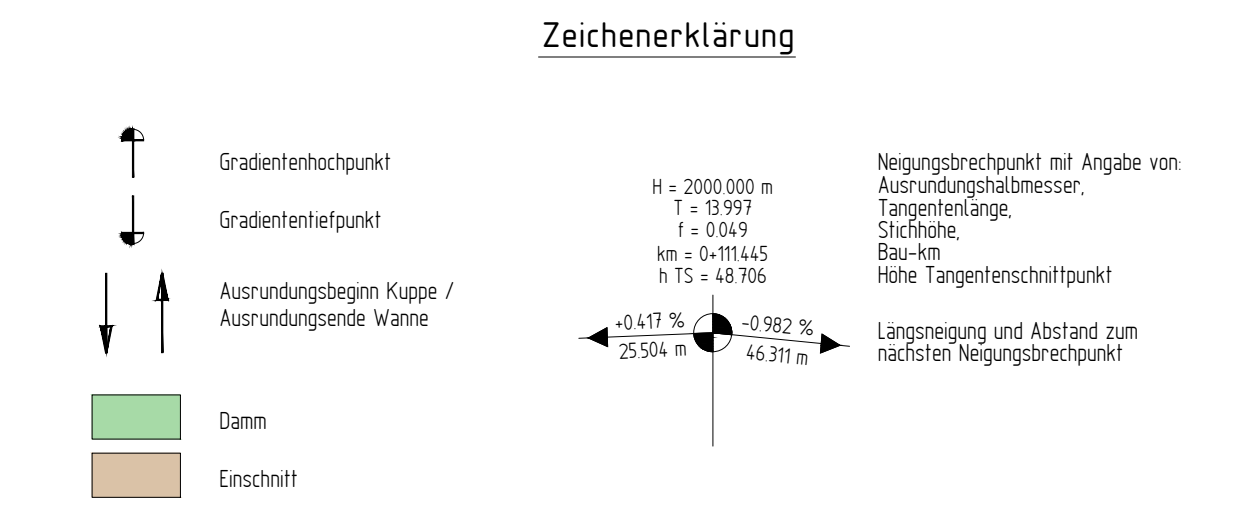 Zeichenerklärung
Gradientenhochpunkt
Gradiententiefpunkt
Ausrundungsbeginn Kuppe /
Ausrundungsende Wanne
Damm
Einschnitt
H = 2000.000 m
T = 13.997
f = 0.049
km = 0+111.445
h TS = 48.706
+0.417 %
25.504 m
-0.982 %
46.311 m
Neigungsbrechpunkt mit Angabe von:
Ausrundungshalbmesser,
Tangentenlänge,
Stichhöhe,
Bau-km
Höhe Tangentenschnittpunkt
Längsneigung und Abstand zum
nächsten Neigungsbrechpunkt